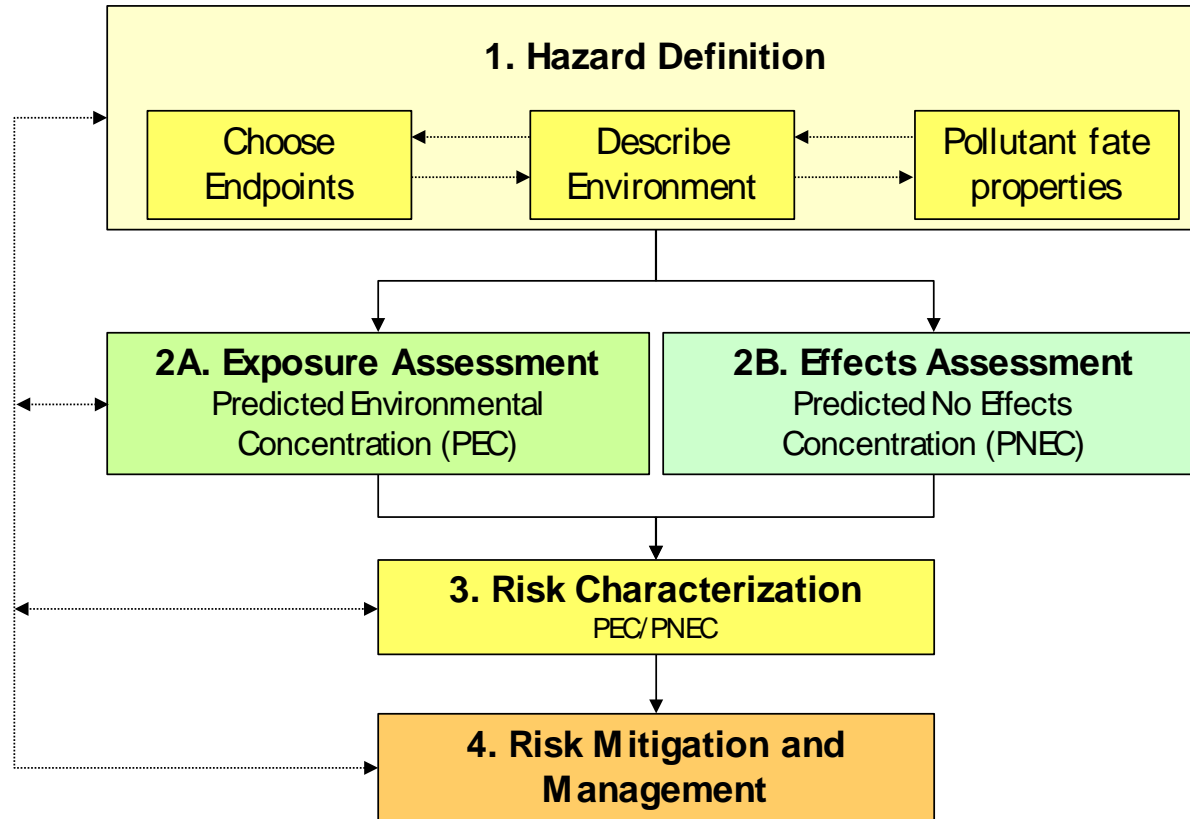 1. Hazard Definition
Choose
Endpoints
Describe
Environment
Pollutant fate
properties
2A. Exposure Assessment
Predicted Environmental
Concentration (PEC)
2B. Effects Assessment
Predicted No Effects
Concentration (PNEC)
3. Risk Characterization
PEC/PNEC
4. Risk Mitigation and
Management